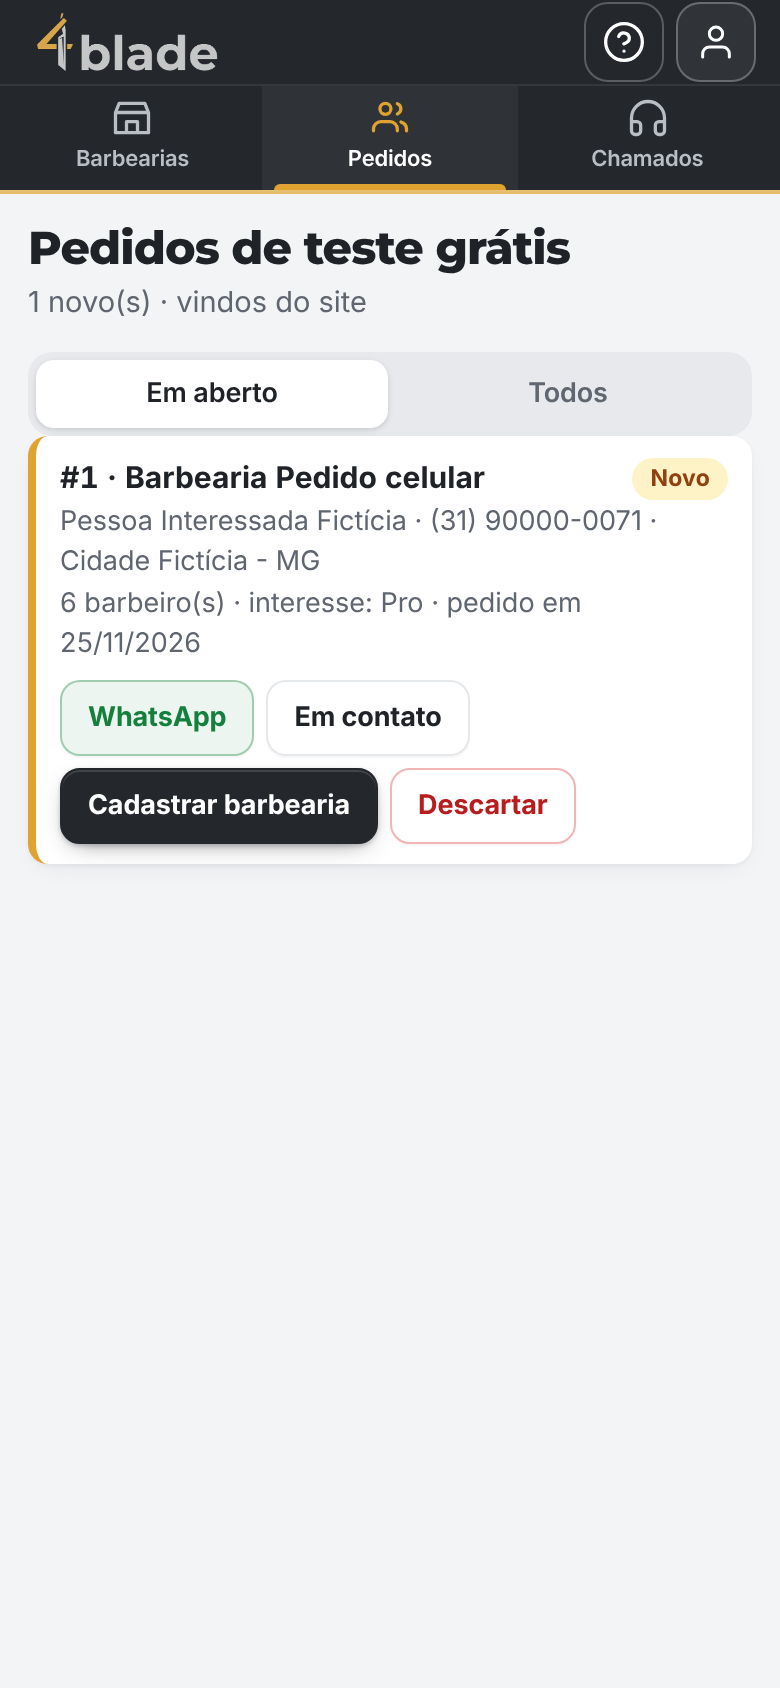 4blade
Barbearias
Pedidos
Chamados
Pedidos de teste grátis
1 novo(s) · vindos do site
Em aberto
Todos
#1 · Barbearia Pedido celular
Novo
Pessoa Interessada Fictícia · (31) 90000-0071 ·
Cidade Fictícia - MG
6 barbeiro(s) · interesse: Pro · pedido em
25/11/2026
WhatsApp
Em contato
Cadastrar barbearia
Descartar